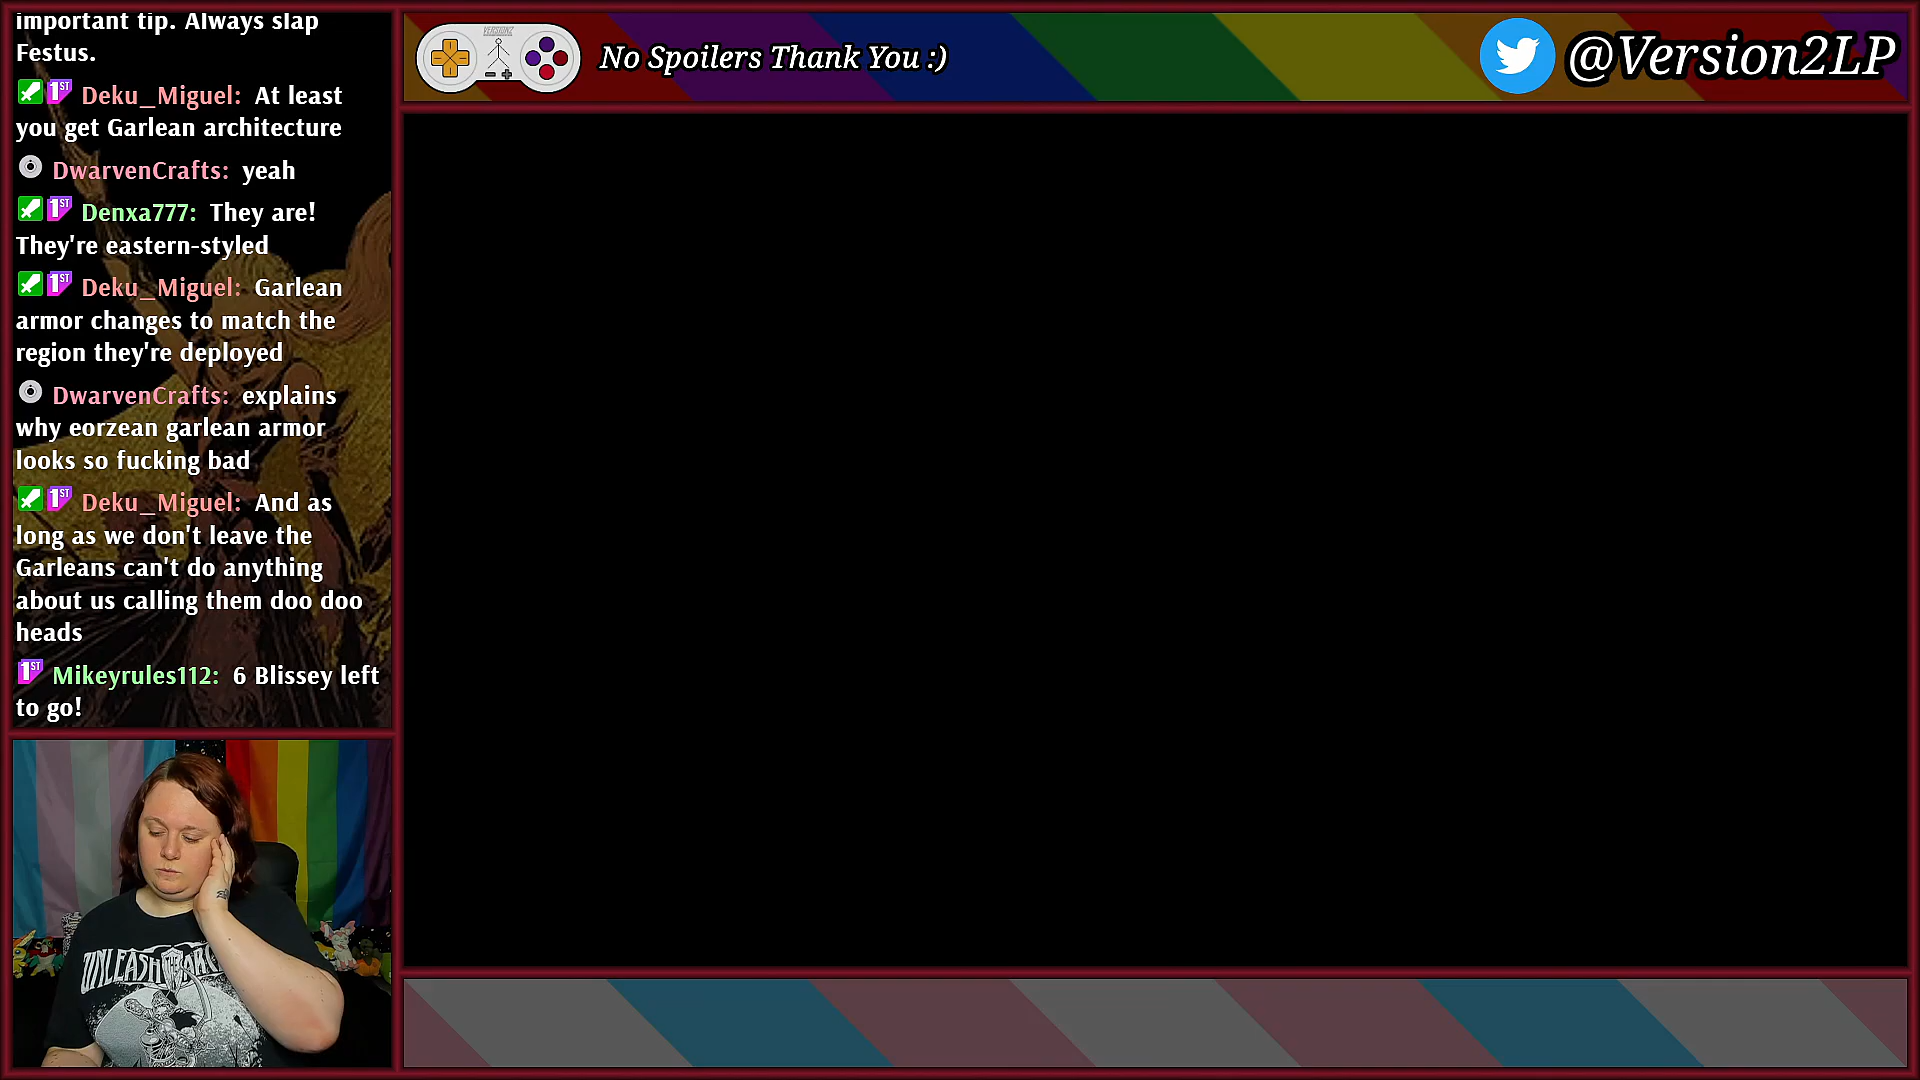 important tip. Always slap
Festus.
Deku_Miguel: At least
you get Garlean architecture
DwarvenCrafts: yeah
Denxa777: They are!
They're eastern-styled
Deku_Miguel: Garlean
armor changes to match the
region they're deployed
DwarvenCrafts: explains
why eorzean garlean armor
looks so fucking bad
Deku_Miguel: And as
long as we don't leave the
Garleans can't do anything
about us calling them doo doo
heads
Mikeyrules112: 6 Blissey left
to go!
VERSION2
No Spoilers Thank You :)
@Version2LP
UNLEASH THE